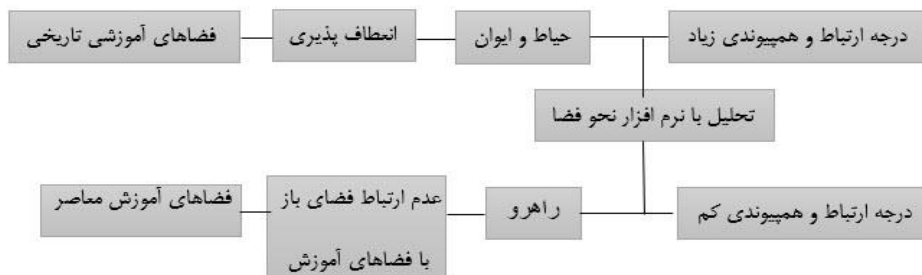 درجه ارتباط و همپیوندی زیاد
حیاط و ایوان
انعطاف پذیری
فضاهای آموزشی تاریخی
تحلیل با نرم افزار نحو فضا
درجه ارتباط و همپیوندی کم
راهرو
عدم ارتباط فضای باز
با فضاهای آموزش
فضاهای آموزش معاصر